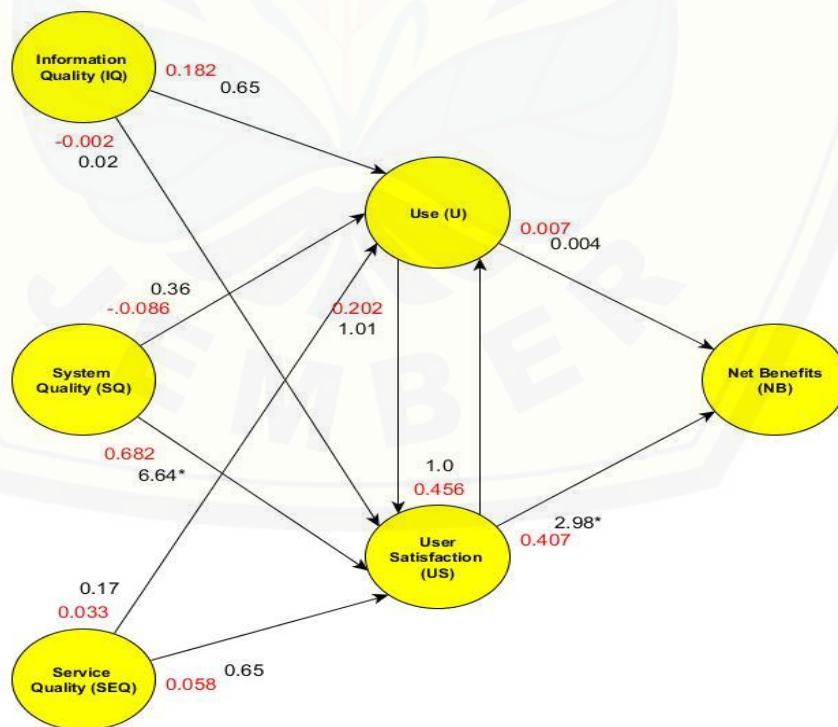 Information
Quality (IQ)
0.182
0.65
-0.002
0.02
Use (U)
0.007
0.004
0.36
-.0.086
0.202
1.01
System
Quality (SQ)
Net Benefits
(NB)
0.682
6.64*
1.0
0.456
User
Satisfaction
(US)
2.98*
0.407
0.17
0.033
Service
Quality (SEQ)
0.65
0.058
JEMBER